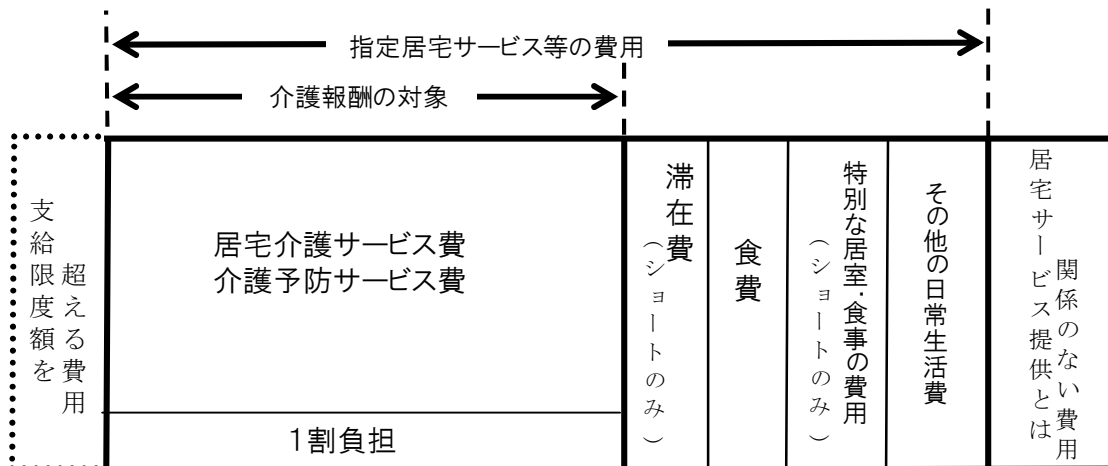 指定居宅サービス等の費用
介護報酬の対象
支給限度額を
超える費用
居宅介護サービス費
介護予防サービス費
1割負担
滞在費
（ショートのみ）
食費
特別な居室・食事の費用
（ショートのみ）
その他の日常生活費
居宅サービス提供とは
関係のない費用